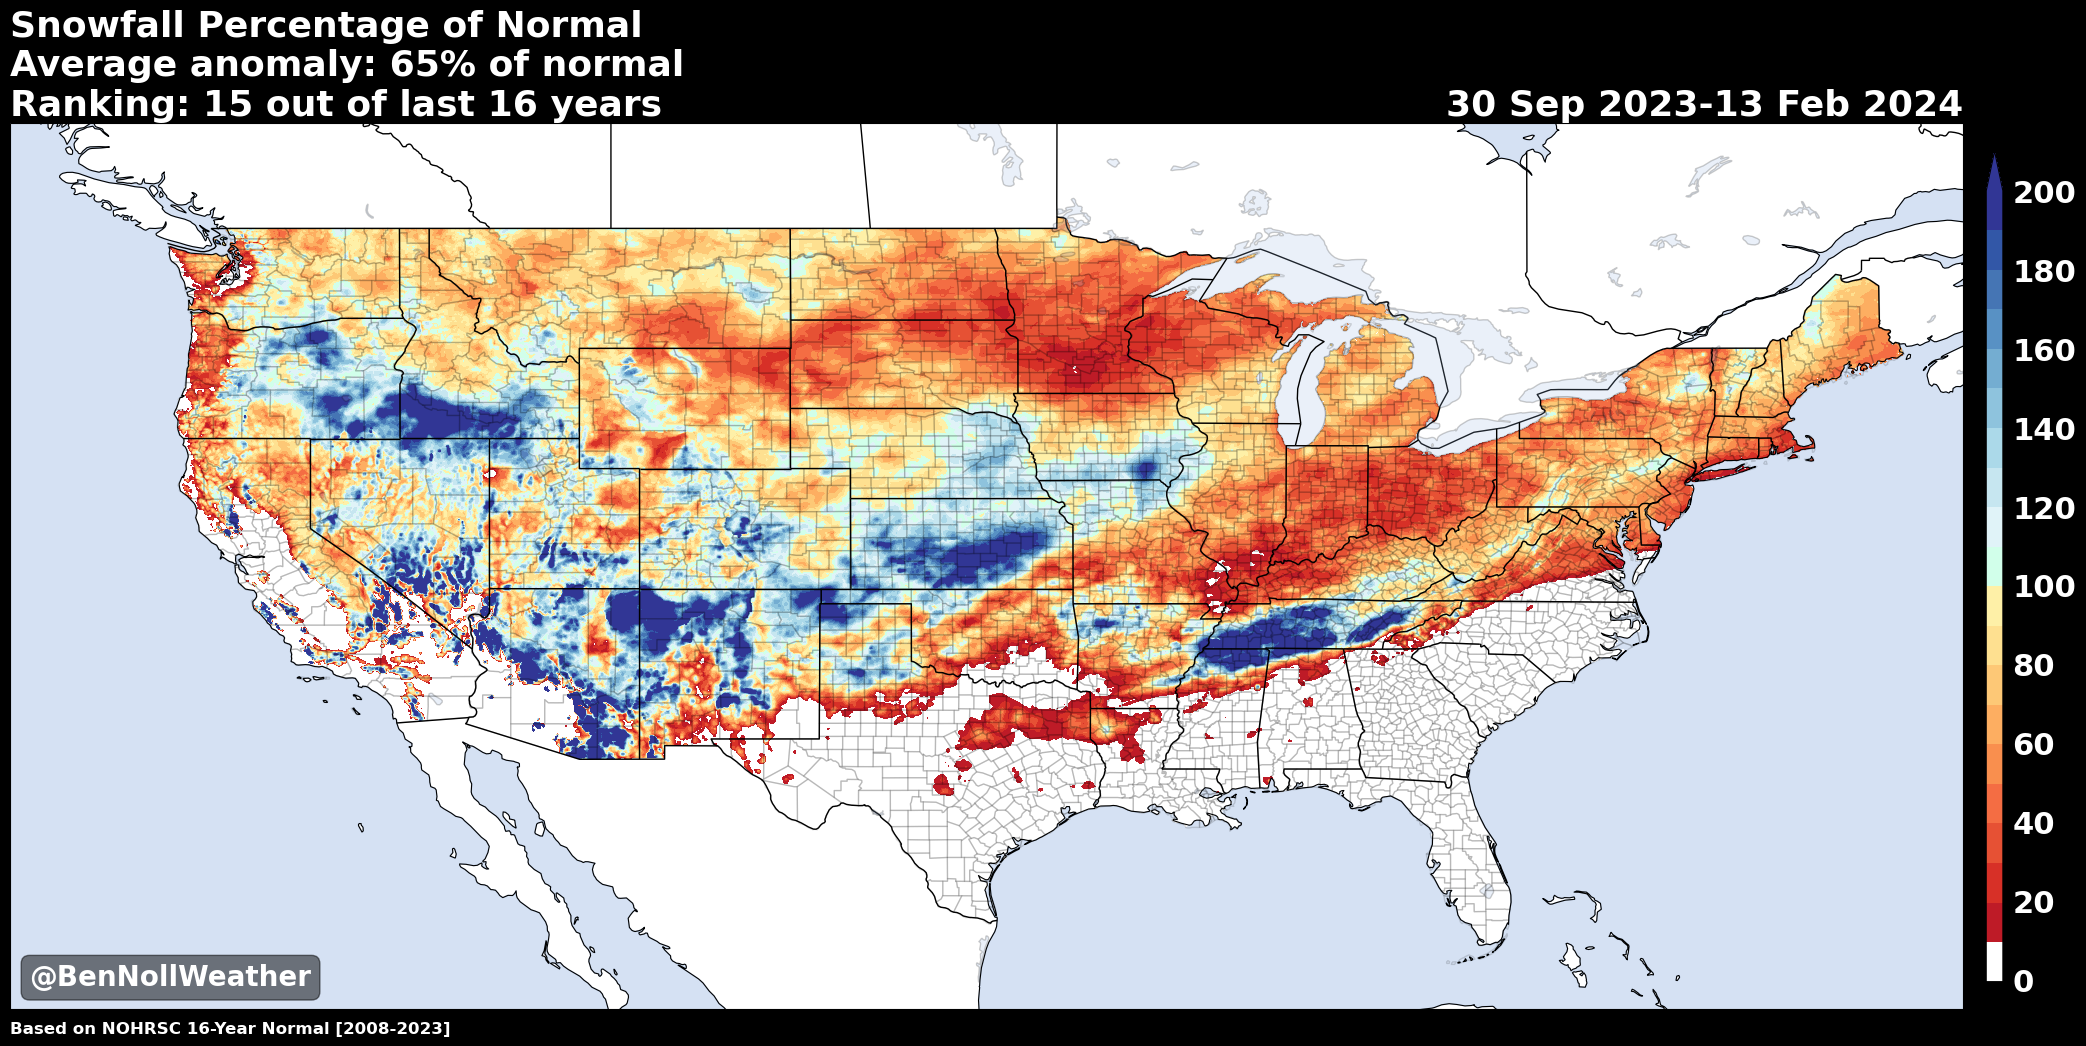 Snowfall Percentage of Normal
Average anomaly: 65% of normal
Ranking: 15 out of last 16 years
30 Sep 2023-13 Feb 2024
200
180
160
140
120
100
80
60
40
20
0
@BenNollWeather
Based on NOHRSC 16-Year Normal [2008-2023]